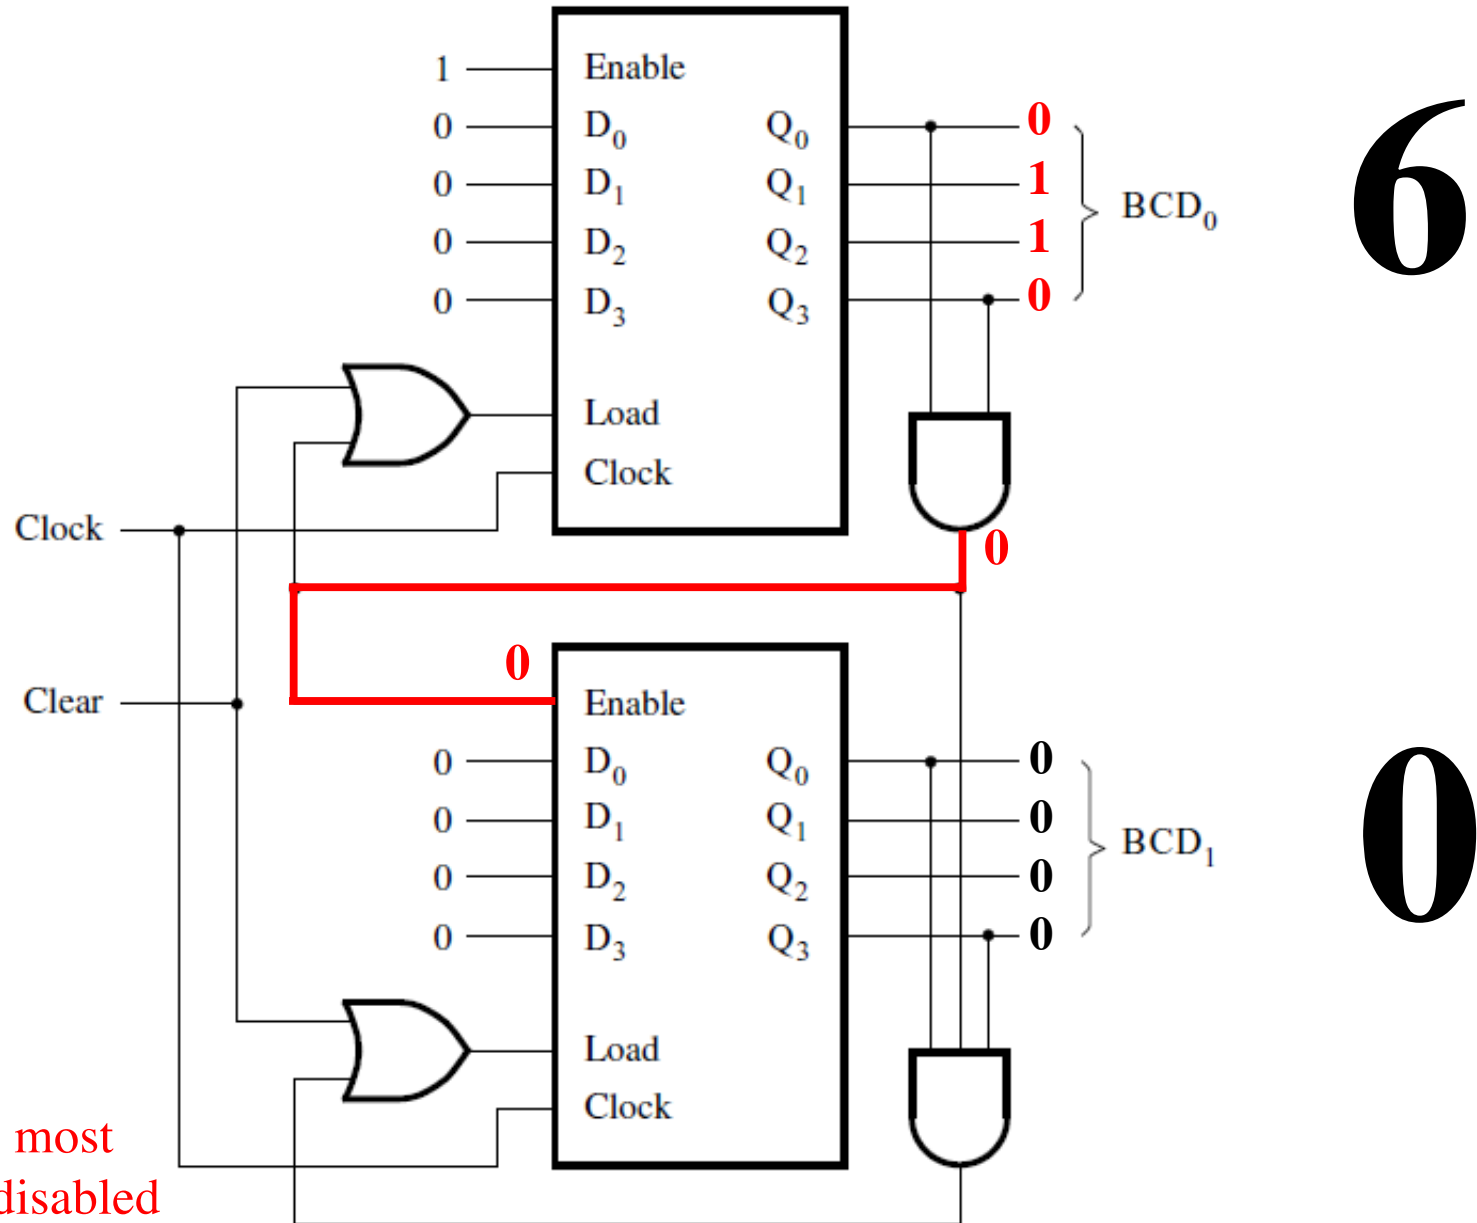 1 Enable
0 D0 Q0 0
0 D1 Q1 1
0 D2 Q2 1
0 D3 Q3 0
BCD0
6
Load
Clock
Clock
0
0
Clear
Enable
0 D0 Q0 0
0 D1 Q1 0
0 D2 Q2 0
0 D3 Q3 0
BCD1
0
Load
Clock
most
disabled